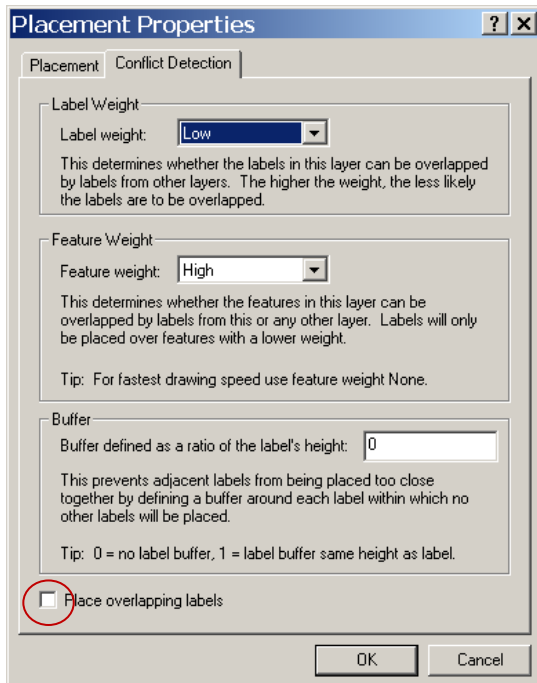 Placement Properties
? X
Placement Conflict Detection
Label Weight
Label weight: Low
This determines whether the labels in this layer can be overlapped
by labels from other layers. The higher the weight, the less likely
the labels are to be overlapped.
Feature Weight
Feature weight: High
This determines whether the features in this layer can be
overlapped by labels from this or any other layer. Labels will only
be placed over features with a lower weight.
Tip: For fastest drawing speed use feature weight None.
Buffer
Buffer defined as a ratio of the label's height: 0
This prevents adjacent labels from being placed too close
together by defining a buffer around each label within which no
other labels will be placed.
Tip: 0 = no label buffer, 1 = label buffer same height as label.
Place overlapping labels
OK Cancel